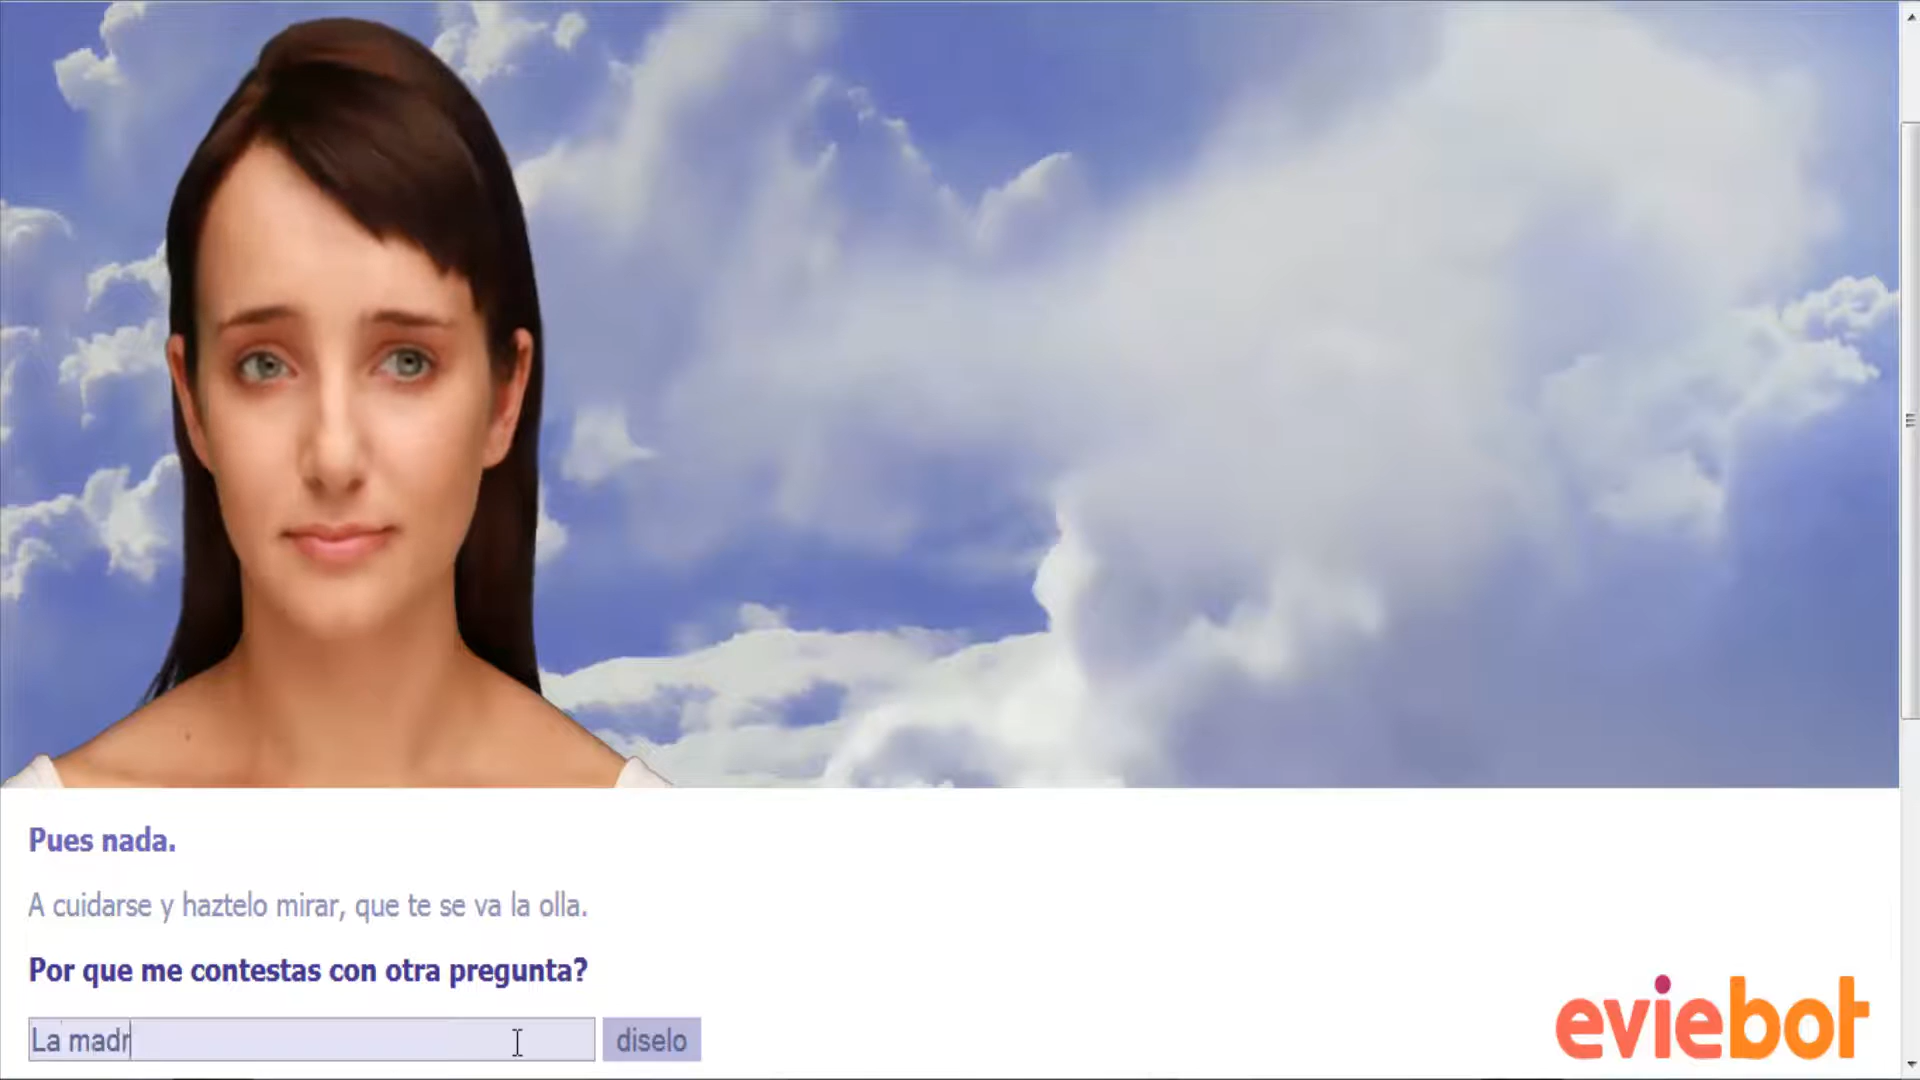 Pues nada.
A cuidarse y haztelo mirar, que te se va la olla.
Por que me contestas con otra pregunta?
La madr
diselo
eviebot